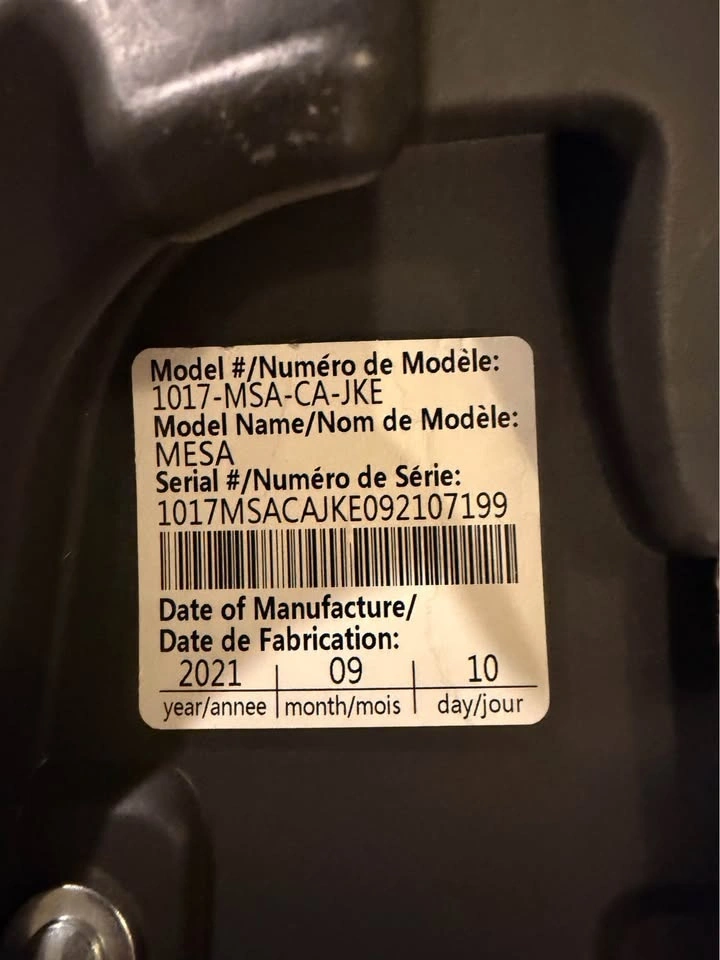 Model #/Numéro de Modèle:
1017-MSA-CA-JKE
Model Name/Nom de Modèle:
MESA
Serial #/Numéro de Série:
1017MSACAJKE092107199
Date of Manufacture/
Date de Fabrication:
2021 | 09 | 10
year/annee | month/mois | day/jour